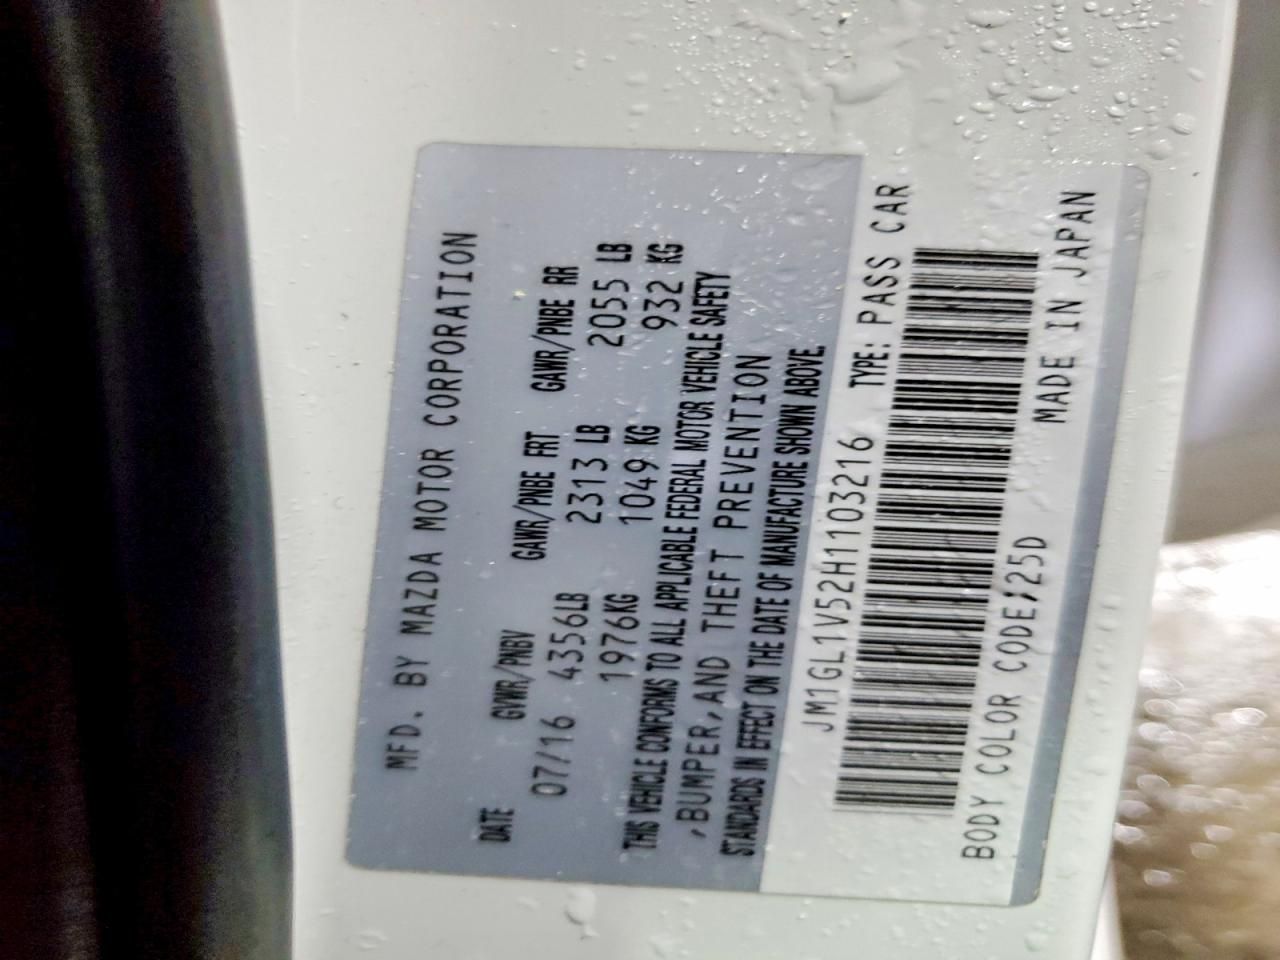 MFD. BY MAZDA MOTOR CORPORATION
DATE GVWR/PNBV GAWR/PNBE FRT GAWR/PNBE RR
07/16 4356LB 2313 LB 2055 LB
1976KG 1049 KG 932 KG
THIS VEHICLE CONFORMS TO ALL APPLICABLE FEDERAL MOTOR VEHICLE SAFETY
,BUMPER,AND THEFT PREVENTION
STANDARDS IN EFFECT ON THE DATE OF MANUFACTURE SHOWN ABOVE.
JM1GL1V52H1103216 TYPE: PASS CAR
BODY COLOR CODE;25D MADE IN JAPAN